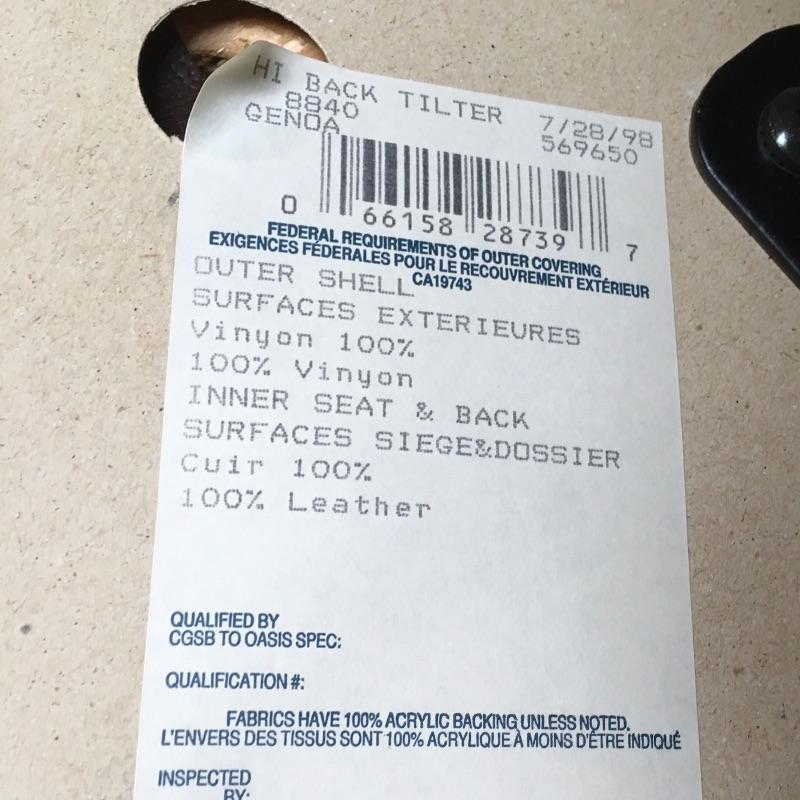 HI BACK TILTER 7/28/98
8840 569650
GENOA
0 66158 28739 7
FEDERAL REQUIREMENTS OF OUTER COVERING
EXIGENCES FÉDERALES POUR LE RECOUVREMENT EXTÉRIEUR
CA19743
OUTER SHELL
SURFACES EXTERIEURES
Vinyon 100%
100% Vinyon
INNER SEAT & BACK
SURFACES SIEGE&DOSSIER
Cuir 100%
100% Leather
QUALIFIED BY
CGSB TO OASIS SPEC:
QUALIFICATION #:
FABRICS HAVE 100% ACRYLIC BACKING UNLESS NOTED.
L'ENVERS DES TISSUS SONT 100% ACRYLIQUE À MOINS D'ÊTRE INDIQUÉ
INSPECTED
BY: